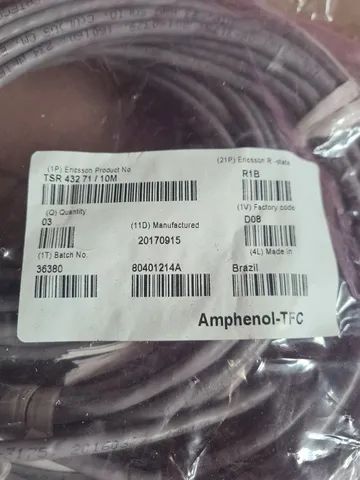 (1P) Ericsson Product No
TSR 432 71 / 10M
(21P) Ericsson R -state
R1B
(Q) Quantity
03
(11D) Manufactured
20170915
(1V) Factory code
D08
(1T) Batch No.
36380
80401214A
(4L) Made in
Brazil
Amphenol-TFC